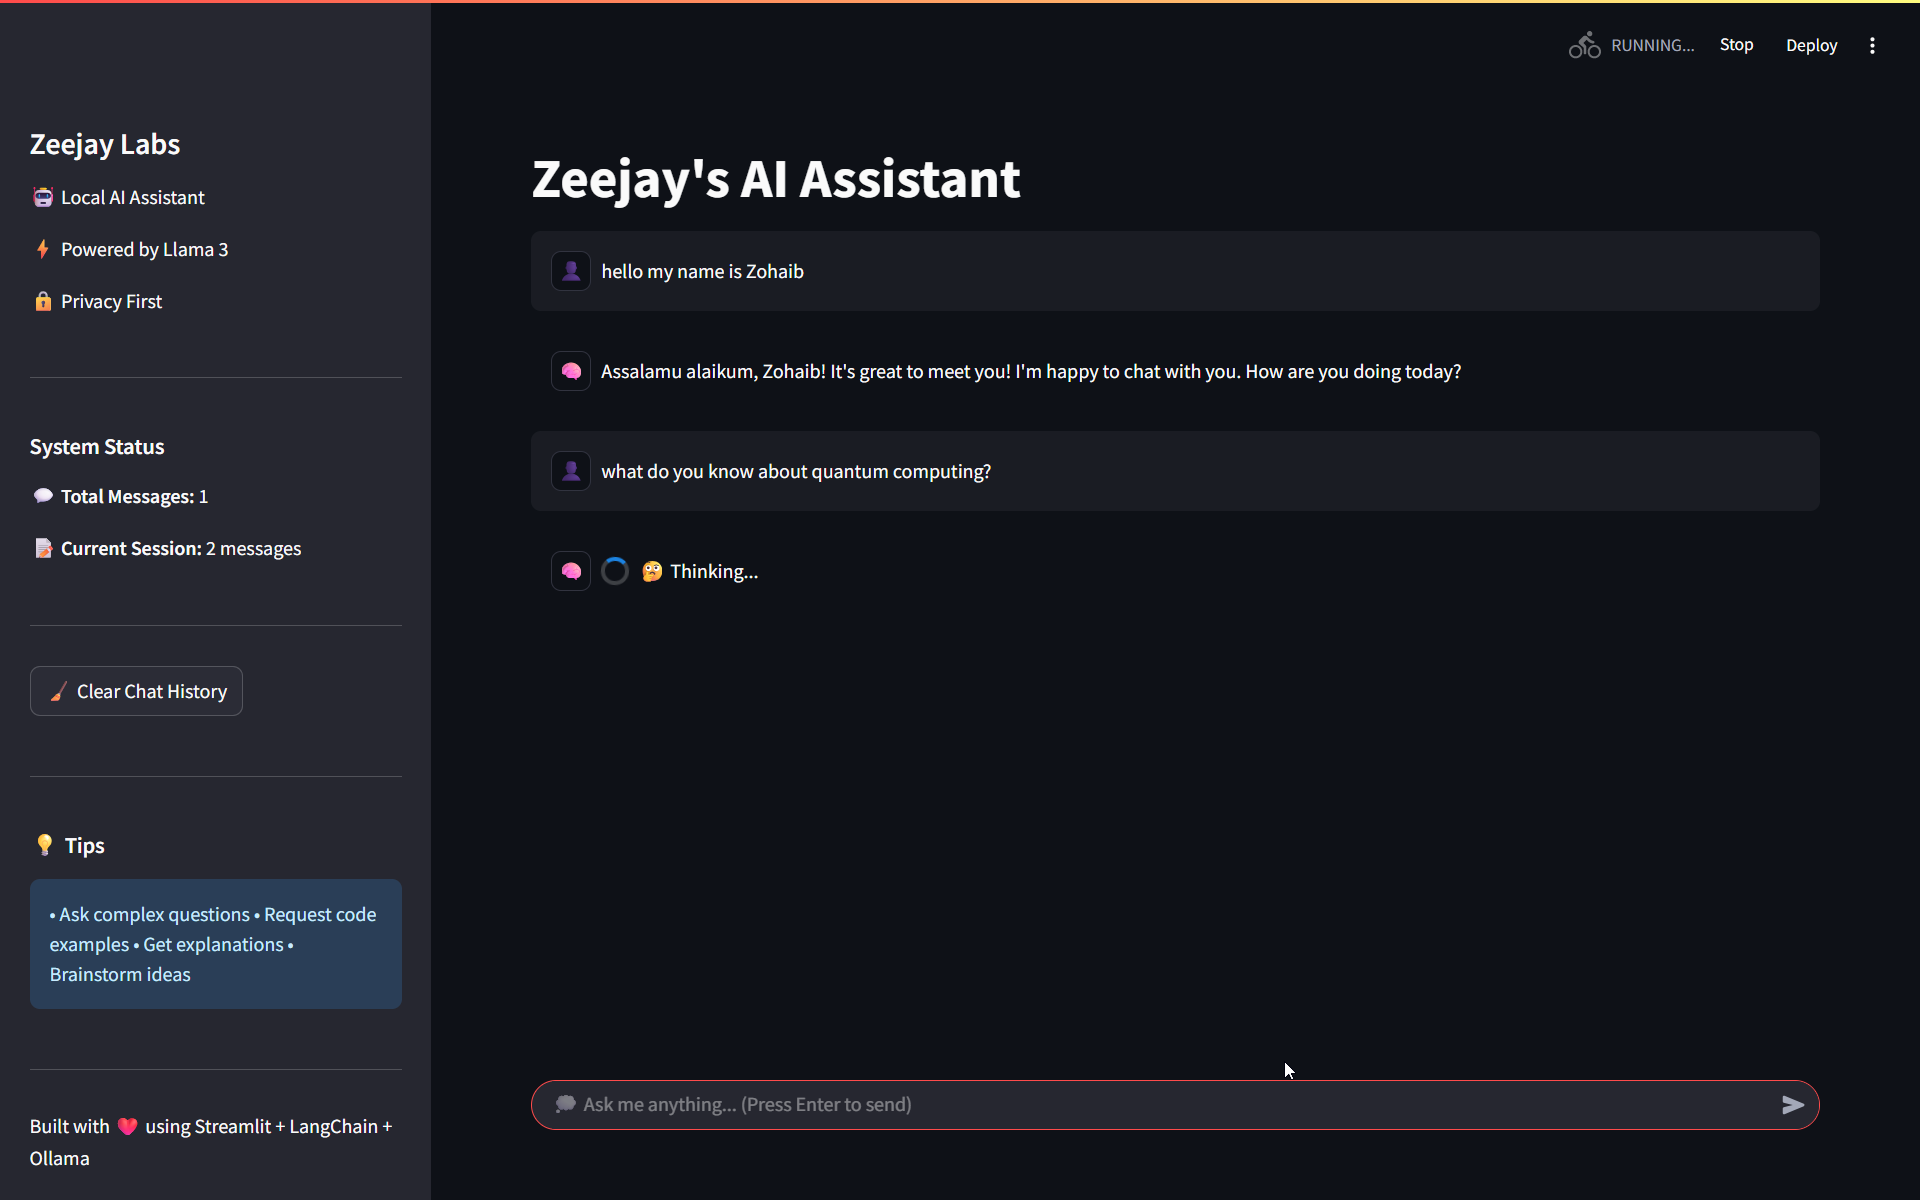 RUNNING...
Stop
Deploy
Zeejay Labs
Local AI Assistant
Powered by Llama 3
Privacy First
System Status
Total Messages: 1
Current Session: 2 messages
Clear Chat History
Tips
• Ask complex questions • Request code
examples • Get explanations •
Brainstorm ideas
Built with ❤️ using Streamlit + LangChain +
Ollama
Zeejay's AI Assistant
hello my name is Zohaib
Assalamu alaikum, Zohaib! It's great to meet you! I'm happy to chat with you. How are you doing today?
what do you know about quantum computing?
Thinking...
Ask me anything... (Press Enter to send)